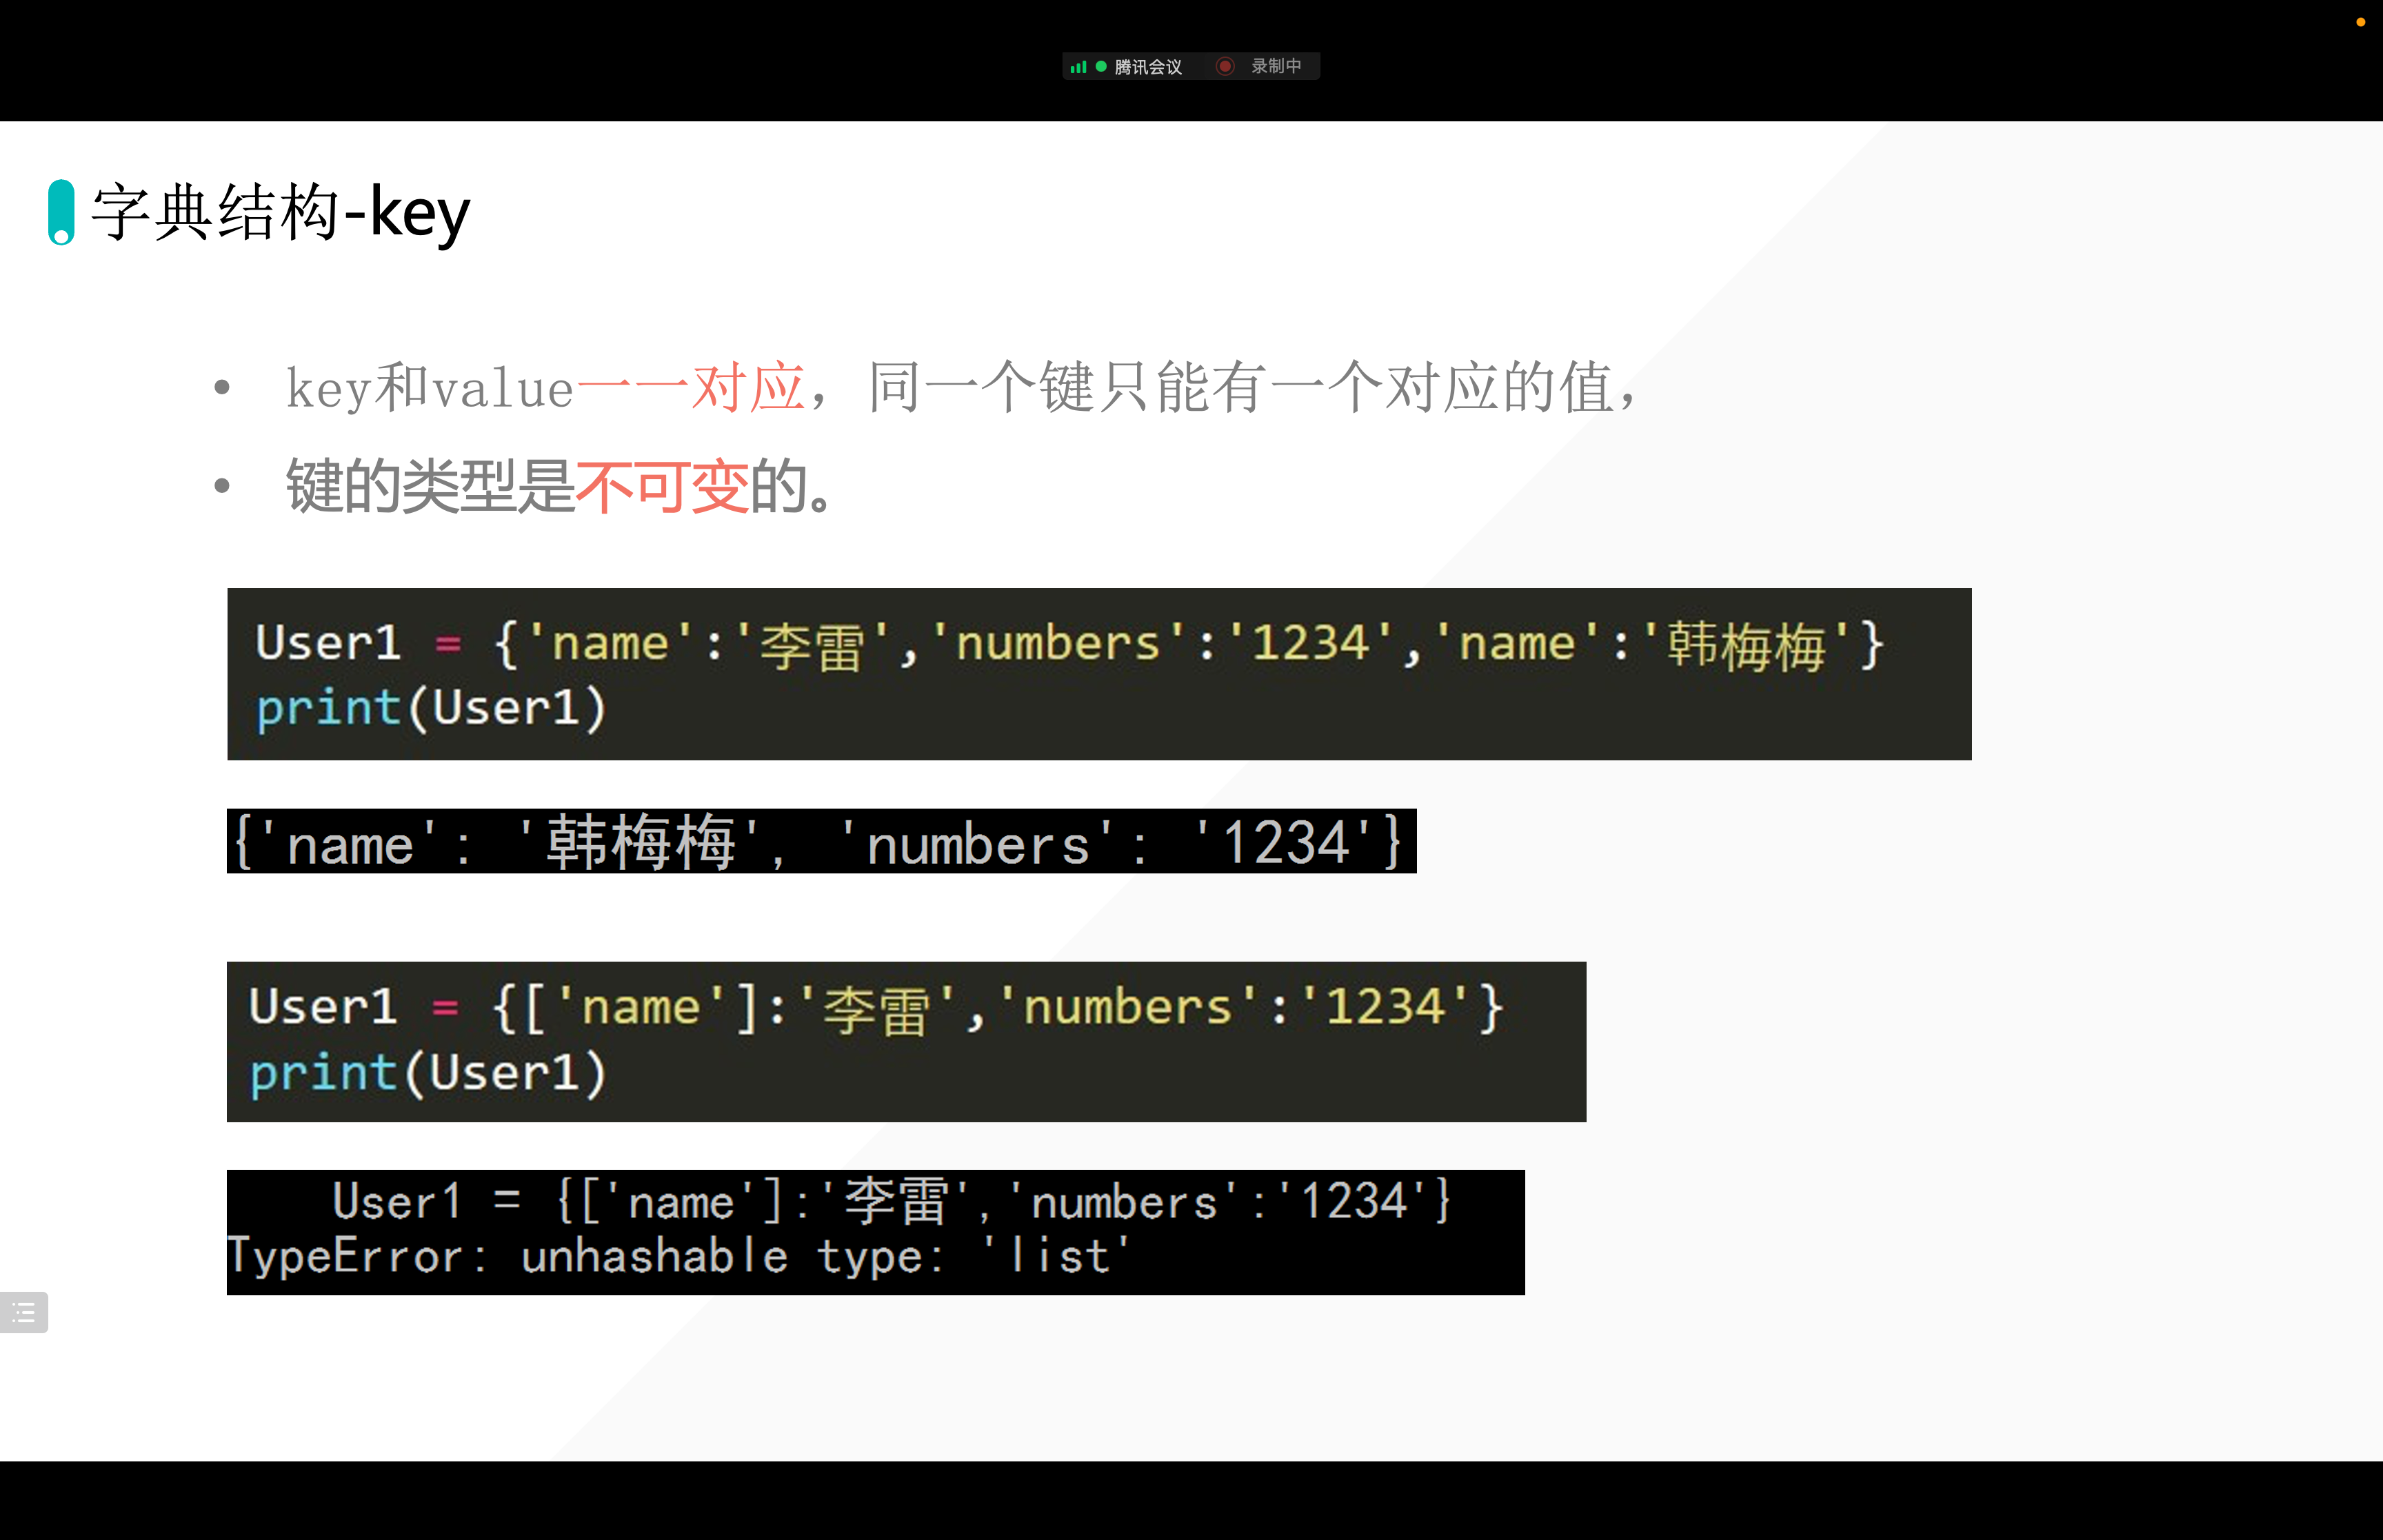 腾讯会议 录制中
字典结构-key
• key和value一一对应，同一个键只能有一个对应的值，
• 键的类型是不可变的。
User1 = {'name':'李雷','numbers':'1234','name':'韩梅梅'}
print(User1)
{'name': '韩梅梅', 'numbers': '1234'}
User1 = {['name']:'李雷','numbers':'1234'}
print(User1)
User1 = {['name']:'李雷','numbers':'1234'}
TypeError: unhashable type: 'list'